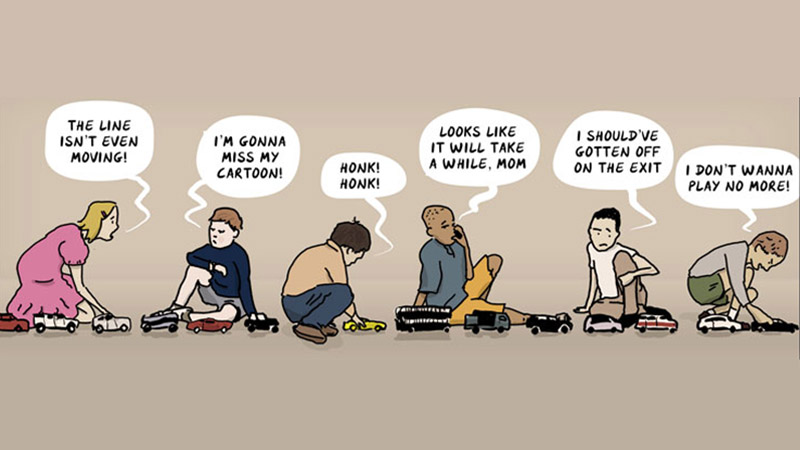 THE LINE
ISN'T EVEN
MOVING!
I'M GONNA
MISS MY
CARTOON!
HONK!
HONK!
LOOKS LIKE
IT WILL TAKE
A WHILE, MOM
I SHOULD'VE
GOTTEN OFF
ON THE EXIT
I DON'T WANNA
PLAY NO MORE!